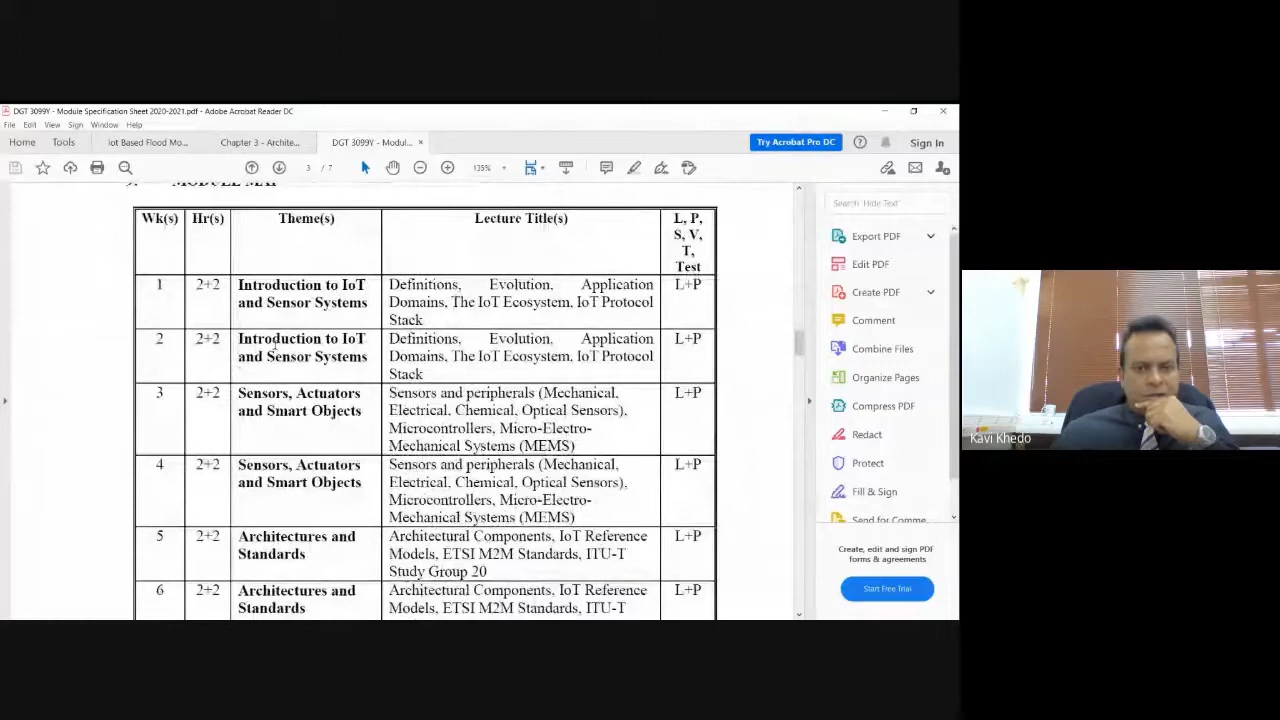 DGT 3099Y - Module Specification Sheet 2020-2021.pdf - Adobe Acrobat Reader DC
File Edit View Sign Window Help
Home Tools Iot Based Flood Mo... Chapter 3 - Archite... DGT 3099Y - Modul... × Try Acrobat Pro DC Sign In
3 / 7 135%
MODULE MAP
Wk(s) Hr(s) Theme(s) Lecture Title(s) L, P,
S, V,
T,
Test
1 2+2 Introduction to IoT Definitions, Evolution, Application L+P
and Sensor Systems Domains, The IoT Ecosystem, IoT Protocol
Stack
2 2+2 Introduction to IoT Definitions, Evolution, Application L+P
and Sensor Systems Domains, The IoT Ecosystem, IoT Protocol
Stack
3 2+2 Sensors, Actuators Sensors and peripherals (Mechanical, L+P
and Smart Objects Electrical, Chemical, Optical Sensors),
Microcontrollers, Micro-Electro-
Mechanical Systems (MEMS)
4 2+2 Sensors, Actuators Sensors and peripherals (Mechanical, L+P
and Smart Objects Electrical, Chemical, Optical Sensors),
Microcontrollers, Micro-Electro-
Mechanical Systems (MEMS)
5 2+2 Architectures and Architectural Components, IoT Reference L+P
Standards Models, ETSI M2M Standards, ITU-T
Study Group 20
6 2+2 Architectures and Architectural Components, IoT Reference L+P
Standards Models, ETSI M2M Standards, ITU-T
Search 'Hide Text'
Export PDF
Edit PDF
Create PDF
Comment
Combine Files
Organize Pages
Compress PDF
Redact
Protect
Fill & Sign
Send for Comme...
Create, edit and sign PDF
forms & agreements
Start Free Trial
Kavi Khedo